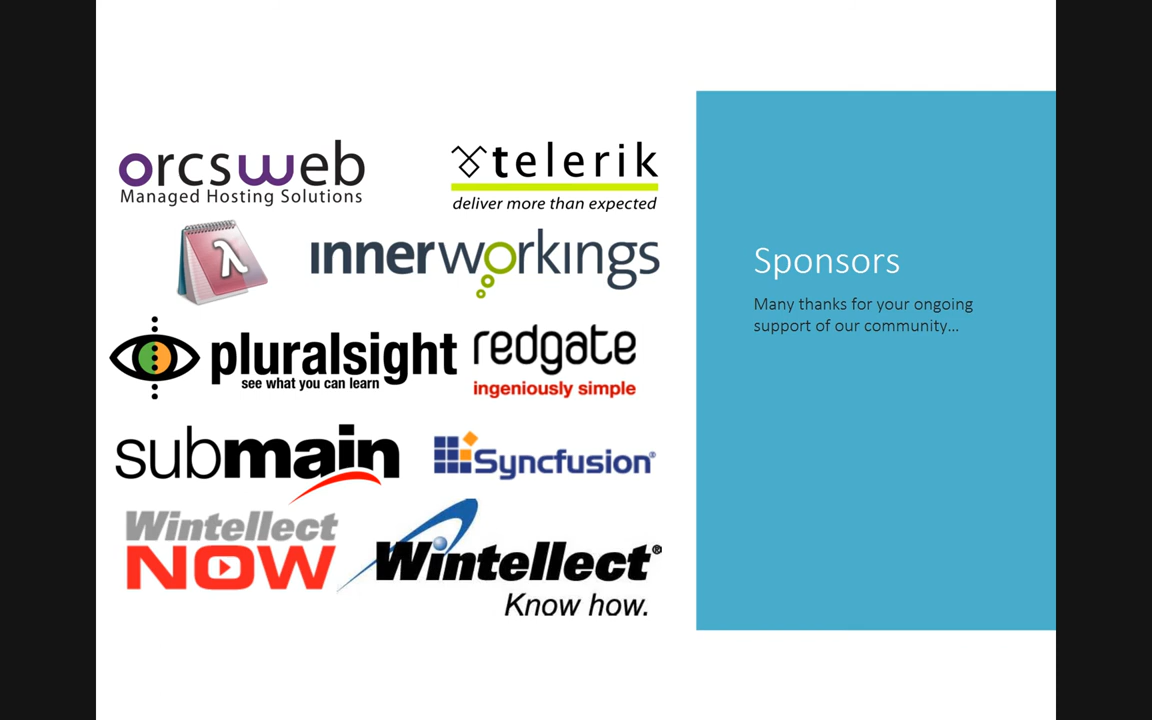 orcsweb
Managed Hosting Solutions
telerik
deliver more than expected
λ
innerworkings
pluralsight
see what you can learn
redgate
ingeniously simple
submain
Syncfusion®
Wintellect
NOW
Wintellect®
Know how.
Sponsors
Many thanks for your ongoing
support of our community...